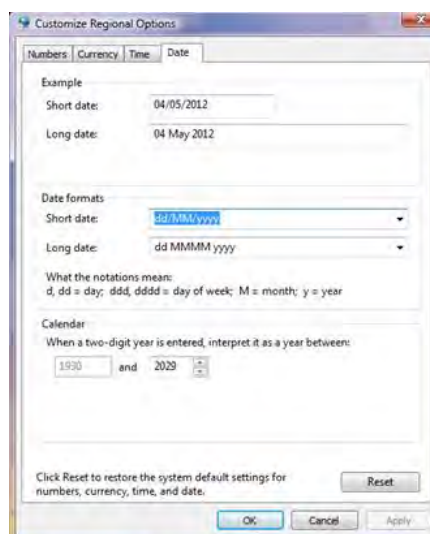 Customize Regional Options
Numbers Currency Time Date
Example
Short date: 04/05/2012
Long date: 04 May 2012
Date formats
Short date: dd/MM/yyyy
Long date: dd MMMM yyyy
What the notations mean:
d, dd = day; ddd, dddd = day of week; M = month; y = year
Calendar
When a two-digit year is entered, interpret it as a year between:
1930 and 2029
Click Reset to restore the system default settings for
numbers, currency, time, and date.
Reset
OK Cancel Apply